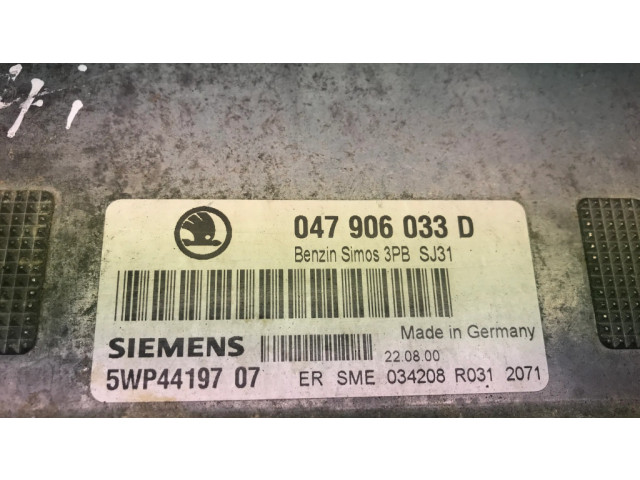 047 906 033 D
Benzin Simos 3PB SJ31
Made in Germany
SIEMENS
22.08.00
5WP44197 07 ER SME 034208 R031 2071